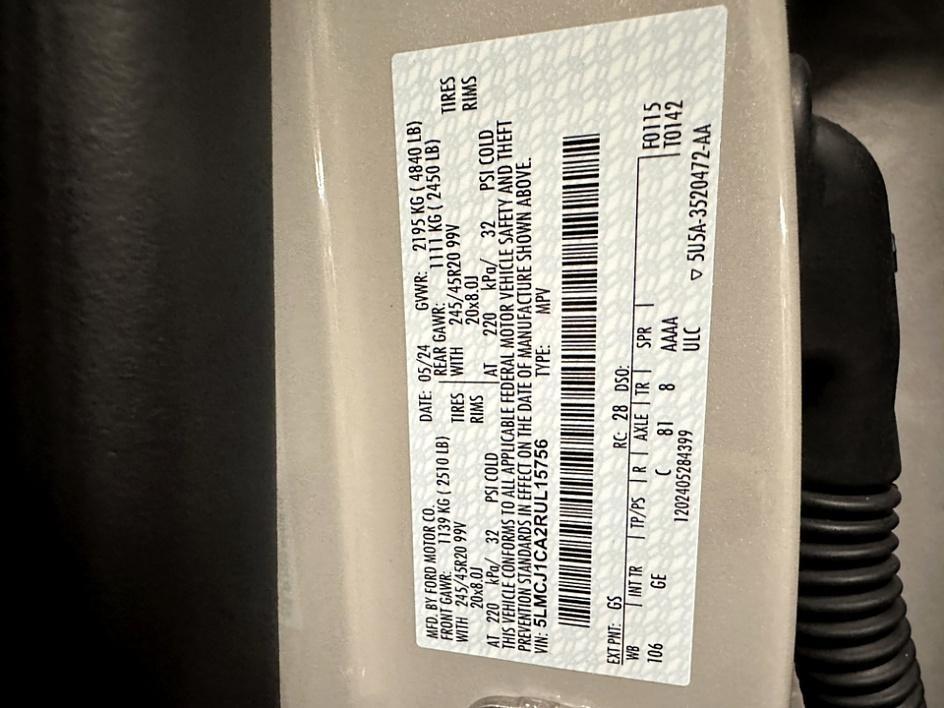 MFD. BY FORD MOTOR CO. DATE: 05/24 GVWR: 2195 KG ( 4840 LB)
FRONT GAWR: 1139 KG ( 2510 LB) REAR GAWR: 1111 KG ( 2450 LB)
WITH 245/45R20 99V TIRES WITH 245/45R20 99V TIRES
20x8.0J RIMS 20x8.0J RIMS
AT 220 kPa/ 32 PSI COLD AT 220 kPa/ 32 PSI COLD
THIS VEHICLE CONFORMS TO ALL APPLICABLE FEDERAL MOTOR VEHICLE SAFETY AND THEFT
PREVENTION STANDARDS IN EFFECT ON THE DATE OF MANUFACTURE SHOWN ABOVE.
VIN: 5LMCJ1CA2RUL15756 TYPE: MPV
EXT PNT: GS RC: 28 DSO:
WB INT TR TP/PS R AXLE TR SPR F0115
106 GE C 81 8 AAAA T0142
ULC
1202405284399 ▽ 5U5A-3520472-AA